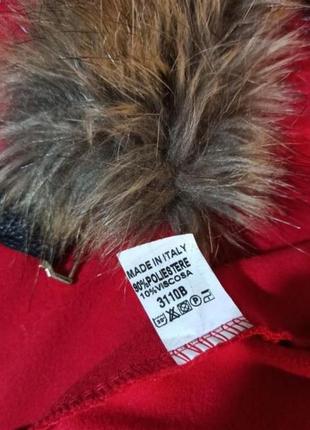 MADE IN ITALY
90%POLIESTERE
10%VISCOSA
3110B